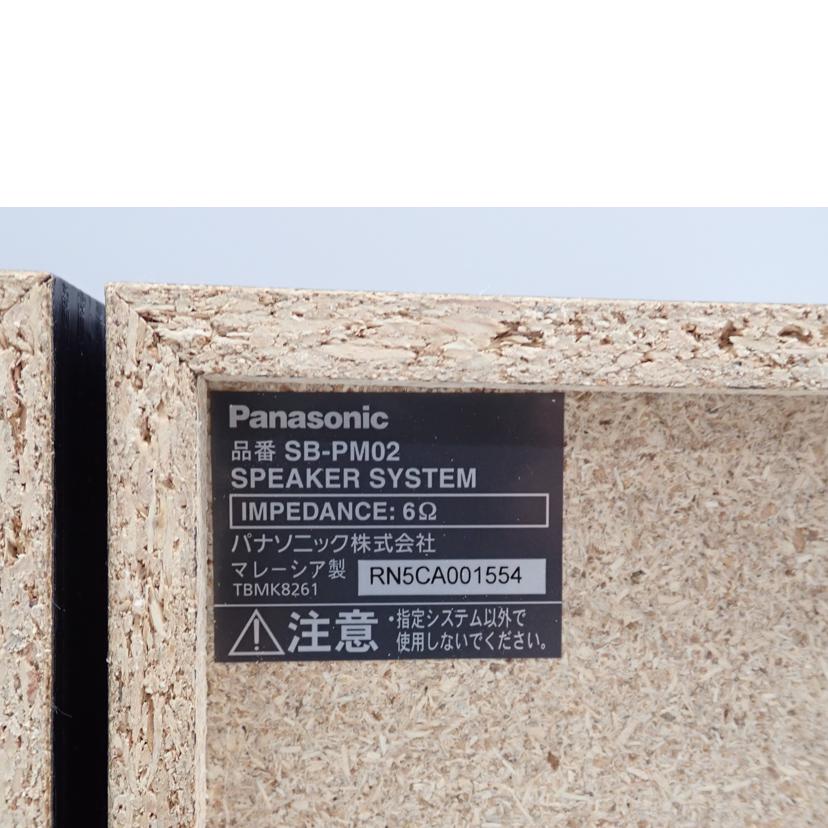 Panasonic
品番 SB-PM02
SPEAKER SYSTEM
IMPEDANCE: 6Ω
パナソニック株式会社
マレーシア製
TBMK8261
RN5CA001554
注意
・指定システム以外で
使用しないでください。